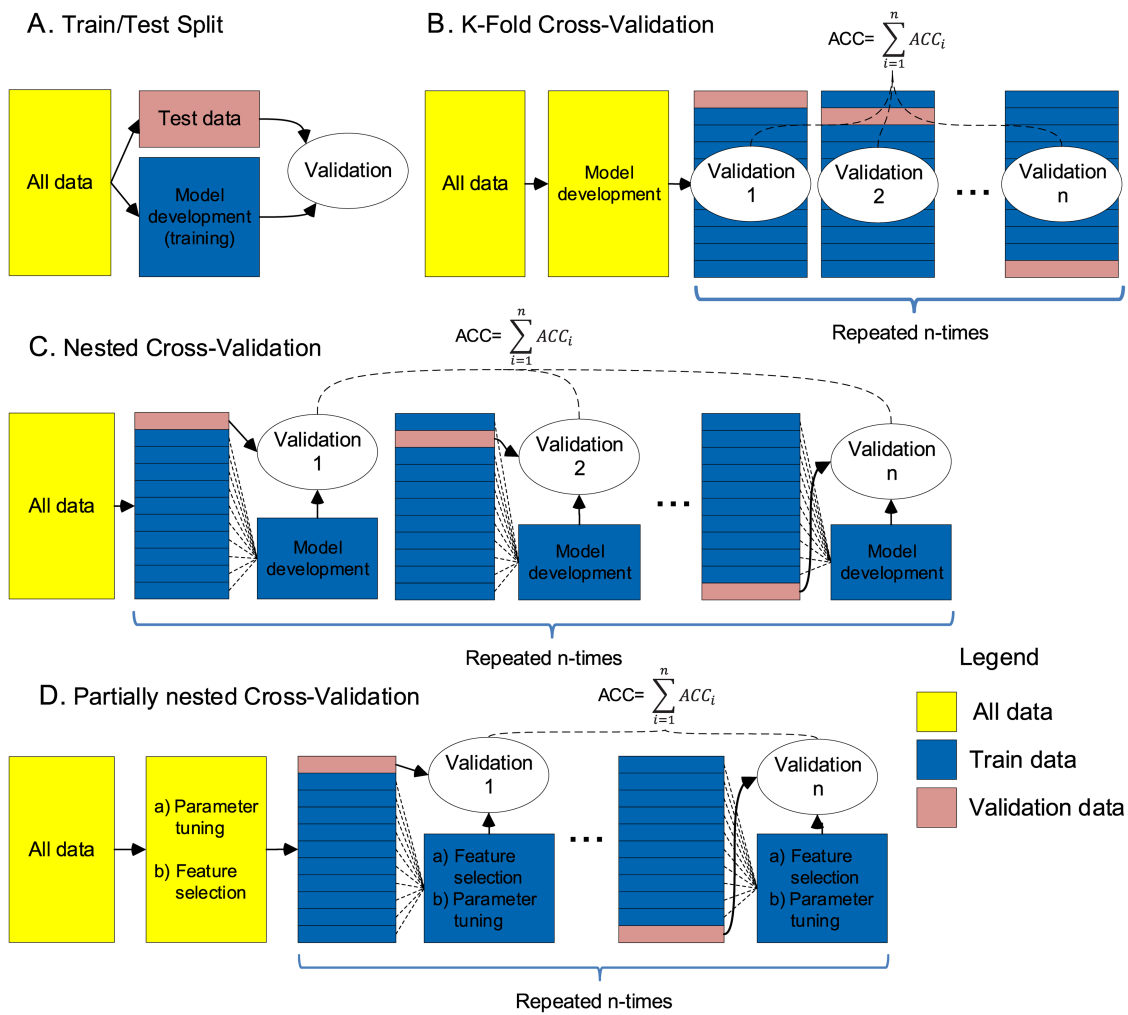 A. Train/Test Split
All data
Test data
Model
development
(training)
Validation
B. K-Fold Cross-Validation
ACC= \sum_{i=1}^{n} ACC_i
All data
Model
development
Validation
1
Validation
2
...
Validation
n
Repeated n-times
C. Nested Cross-Validation
ACC= \sum_{i=1}^{n} ACC_i
All data
Validation
1
Model
development
Validation
2
Model
development
...
Validation
n
Model
development
Repeated n-times
D. Partially nested Cross-Validation
ACC= \sum_{i=1}^{n} ACC_i
All data
a) Parameter
tuning
b) Feature
selection
Validation
1
a) Feature
selection
b) Parameter
tuning
...
Validation
n
a) Feature
selection
b) Parameter
tuning
Repeated n-times
Legend
All data
Train data
Validation data